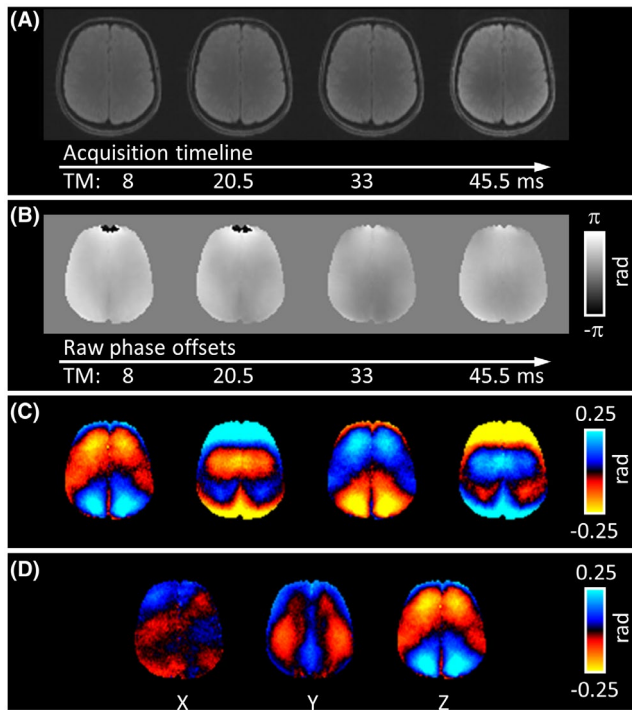 (A)
Acquisition timeline
TM: 8 20.5 33 45.5 ms
(B)
π
rad
-π
Raw phase offsets
TM: 8 20.5 33 45.5 ms
(C)
0.25
rad
-0.25
(D)
0.25
rad
-0.25
X Y Z